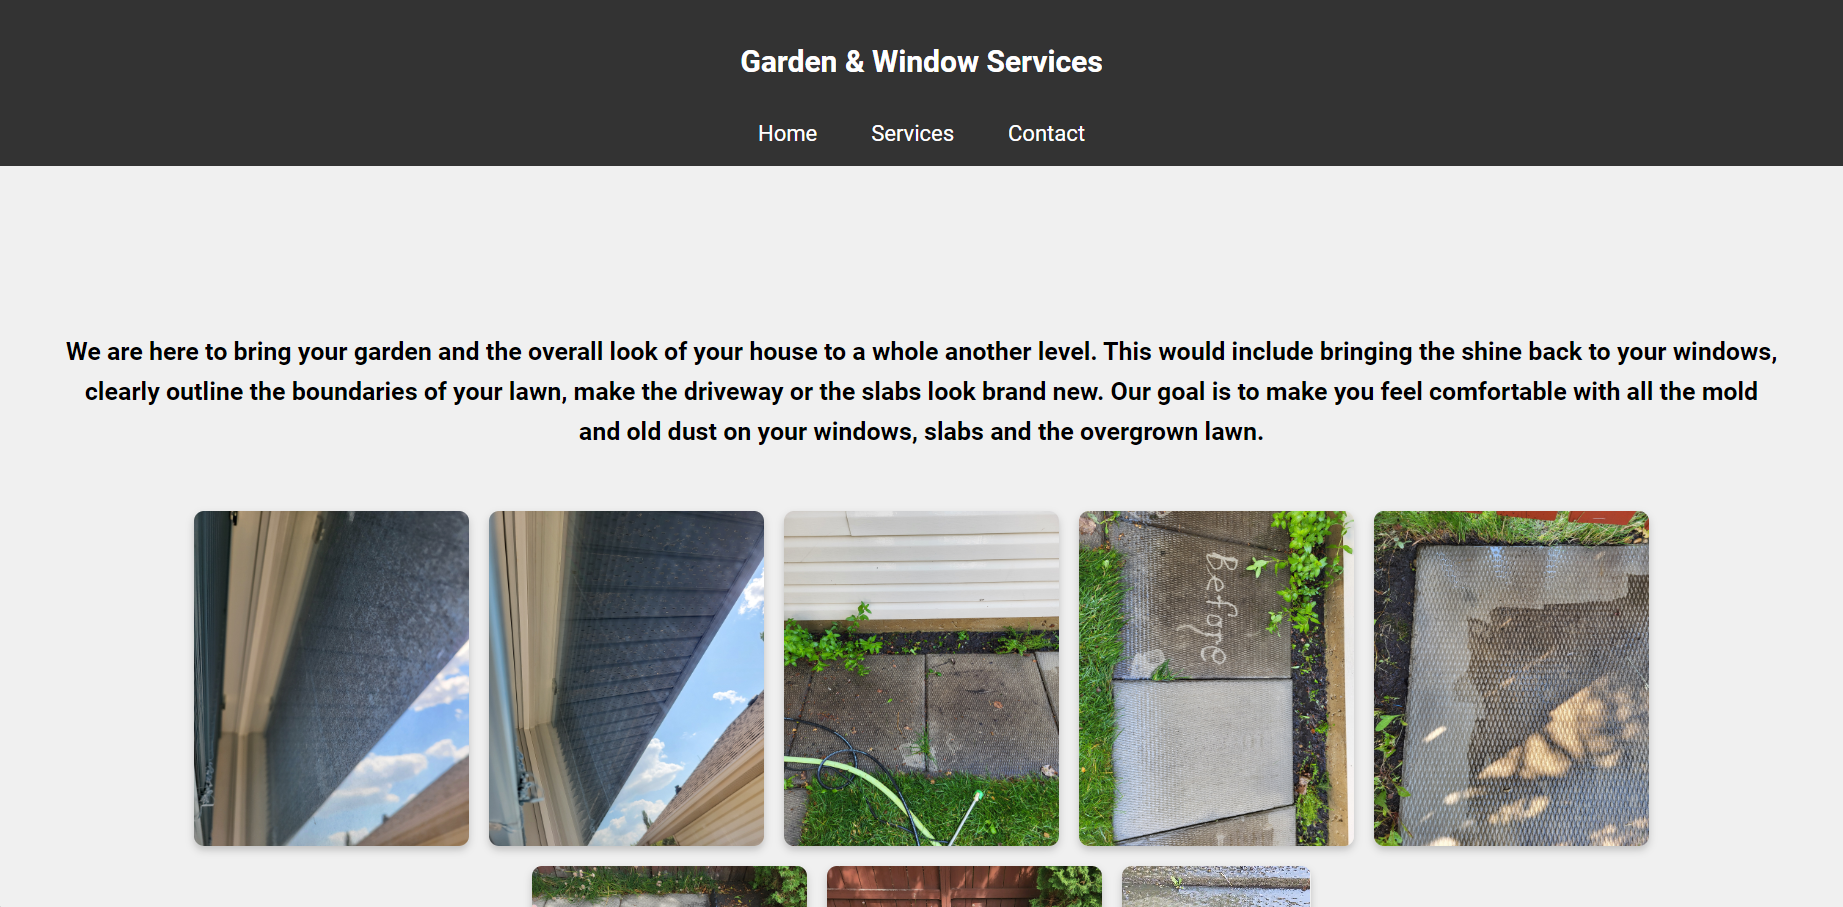 Garden & Window Services
Home Services Contact
We are here to bring your garden and the overall look of your house to a whole another level. This would include bringing the shine back to your windows,
clearly outline the boundaries of your lawn, make the driveway or the slabs look brand new. Our goal is to make you feel comfortable with all the mold
and old dust on your windows, slabs and the overgrown lawn.
Before